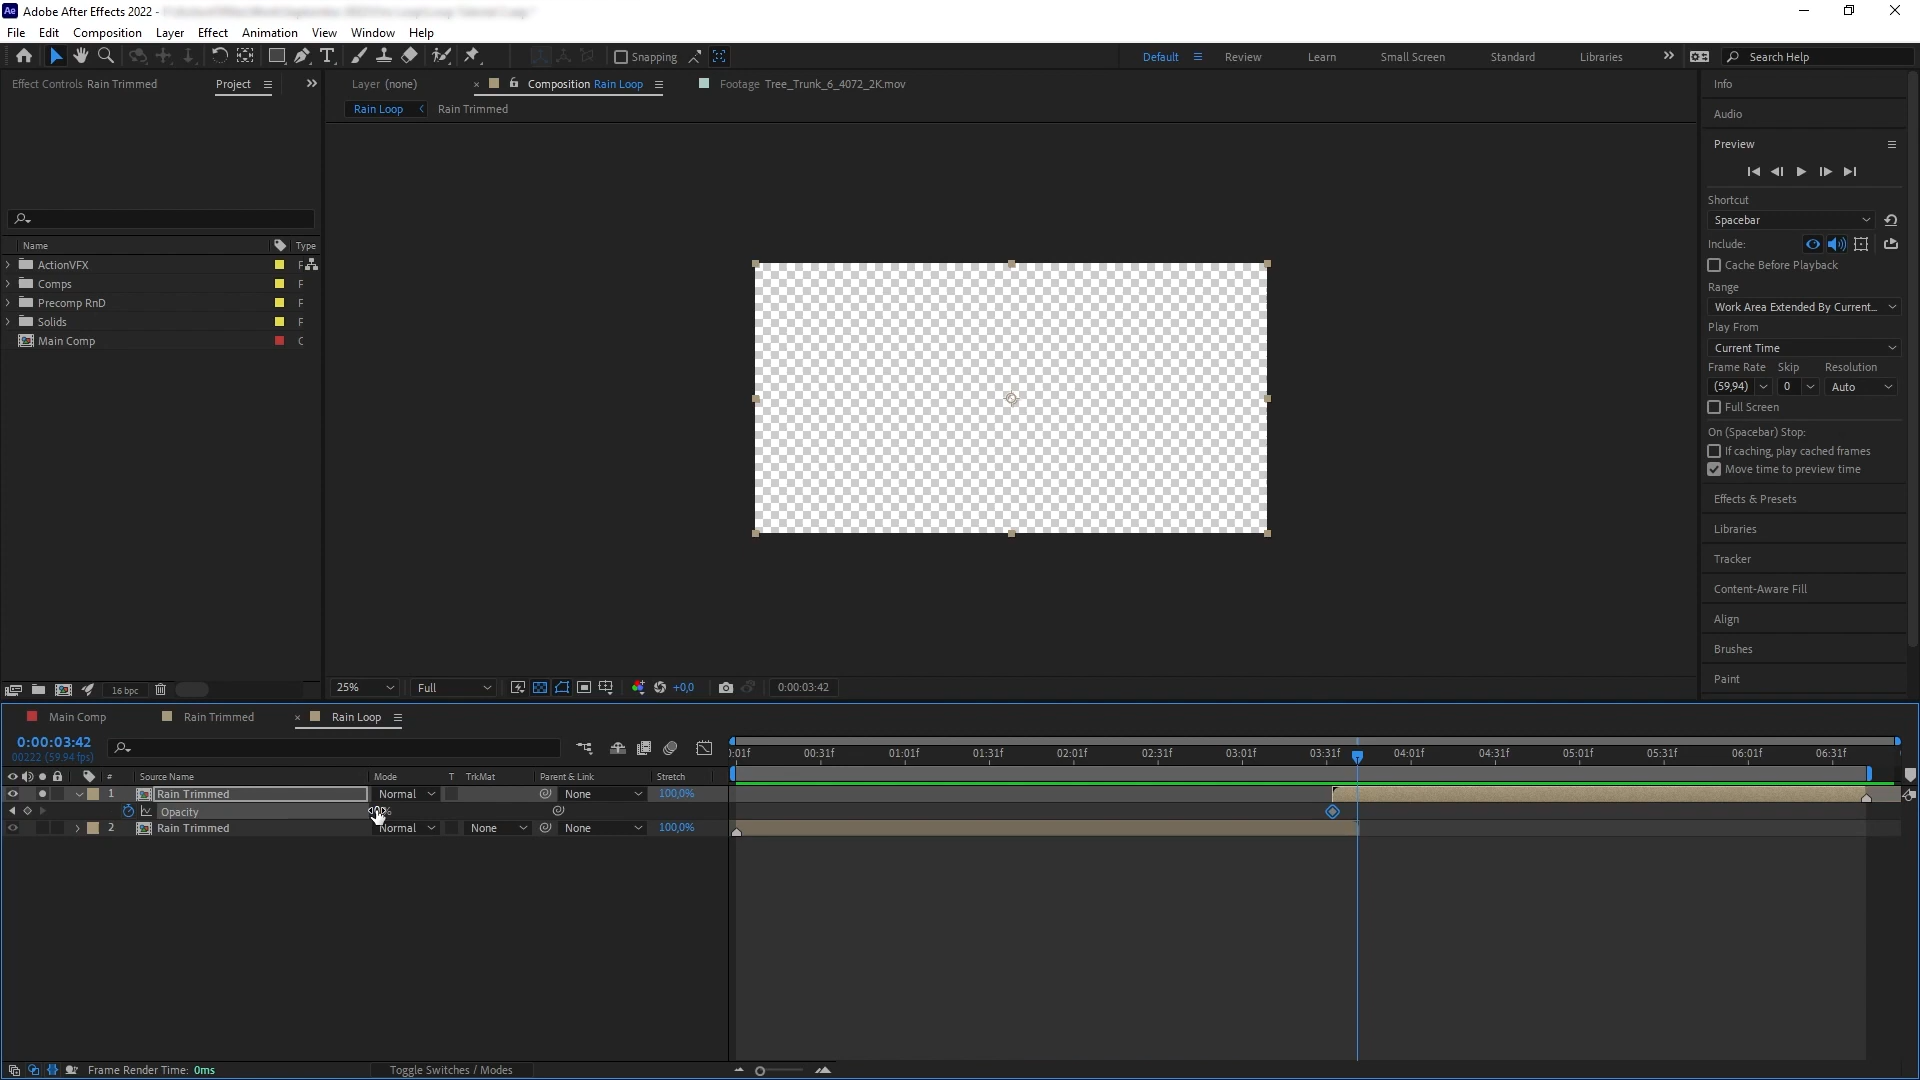 Ae Adobe After Effects 2022 -
File Edit Composition Layer Effect Animation View Window Help
Snapping
Default Review Learn Small Screen Standard Libraries Search Help
Effect Controls Rain Trimmed Project
Layer (none) Composition Rain Loop Footage Tree_Trunk_6_4072_2K.mov
Rain Loop Rain Trimmed
Name Type
ActionVFX F
Comps F
Precomp RnD F
Solids F
Main Comp C
16 bpc
25% Full +0,0 0:00:03:42
Info
Audio
Preview
Shortcut
Spacebar
Include:
Cache Before Playback
Range
Work Area Extended By Current...
Play From
Current Time
Frame Rate Skip Resolution
(59,94) 0 Auto
Full Screen
On (Spacebar) Stop:
If caching, play cached frames
Move time to preview time
Effects & Presets
Libraries
Tracker
Content-Aware Fill
Align
Brushes
Paint
Main Comp Rain Trimmed Rain Loop
0:00:03:42
00222 (59.94 fps)
):01f 00:31f 01:01f 01:31f 02:01f 02:31f 03:01f 03:31f 04:01f 04:31f 05:01f 05:31f 06:01f 06:31f
# Source Name Mode T TrkMat Parent & Link Stretch
1 Rain Trimmed Normal None 100,0%
Opacity
2 Rain Trimmed Normal None None 100,0%
Frame Render Time: 0ms Toggle Switches / Modes